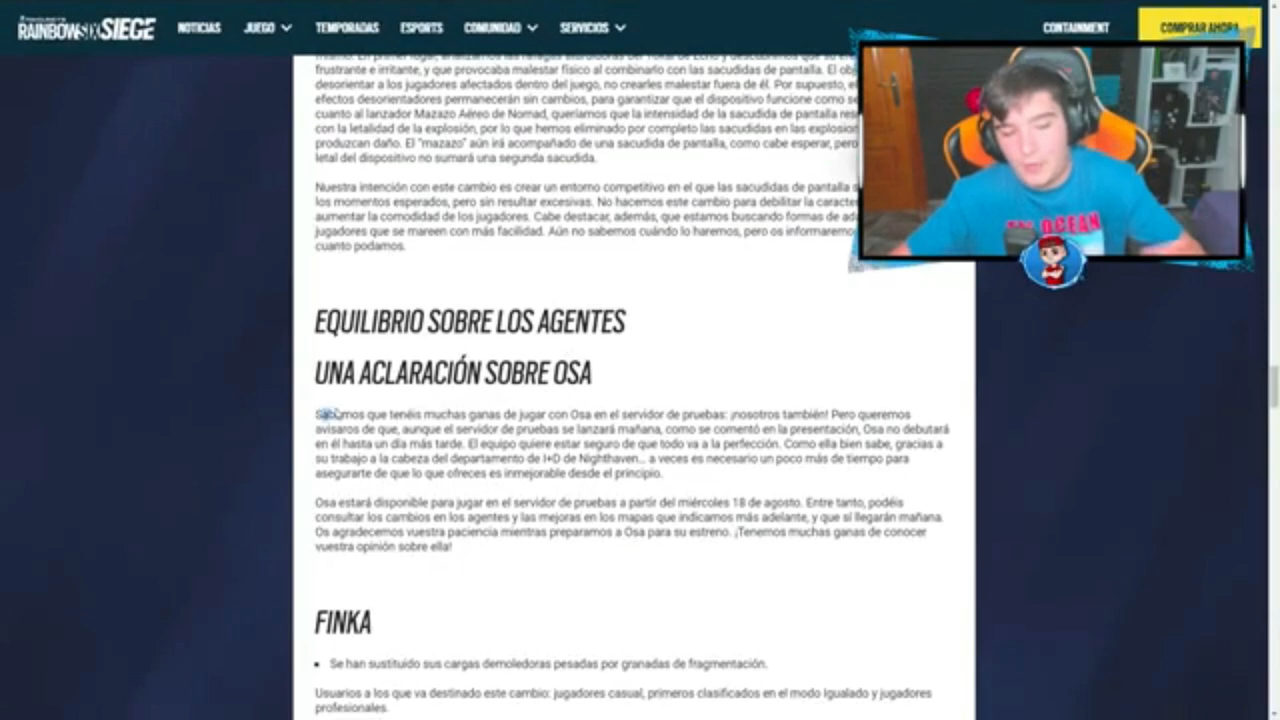 RAINBOWSIX SIEGE NOTICIAS JUEGO TEMPORADAS ESPORTS COMUNIDAD SERVICIOS CONTAINMENT COMPRAR AHORA
mismo. En primer lugar, analizamos las ráfagas aturdidoras del Yokai de Echo y descubrimos que su
frustrante e irritante, y que provocaba malestar físico al combinarlo con las sacudidas de pantalla. El
desorientar a los jugadores afectados dentro del juego, no crearles malestar fuera de él. Por supuesto,
efectos desorientadores permanecerán sin cambios, para garantizar que el dispositivo funcione como
cuanto al lanzador Mazazo Aéreo de Nomad, queríamos que la intensidad de la sacudida de pantalla
con la letalidad de la explosión, por lo que hemos eliminado por completo las sacudidas en las
produzcan daño. El "mazazo" aún irá acompañado de una sacudida de pantalla, como cabe esperar,
letal del dispositivo no sumará una segunda sacudida.
Nuestra intención con este cambio es crear un entorno competitivo en el que las sacudidas de pantalla
los momentos esperados, pero sin resultar excesivas. No hacemos este cambio para debilitar la
aumentar la comodidad de los jugadores. Cabe destacar, además, que estamos buscando formas de
jugadores que se mareen con más facilidad. Aún no sabemos cuándo lo haremos, pero os
cuanto podamos.
EQUILIBRIO SOBRE LOS AGENTES
UNA ACLARACIÓN SOBRE OSA
Sabemos que tenéis muchas ganas de jugar con Osa en el servidor de pruebas: ¡nosotros también! Pero queremos
avisaros de que, aunque el servidor de pruebas se lanzará mañana, como se comentó en la presentación, Osa no debutará
en él hasta un día más tarde. El equipo quiere estar seguro de que todo va a la perfección. Como ella bien sabe, gracias a
su trabajo a la cabeza del departamento de I+D de Nighthaven... a veces es necesario un poco más de tiempo para
asegurarte de que lo que ofreces es inmejorable desde el principio.
Osa estará disponible para jugar en el servidor de pruebas a partir del miércoles 18 de agosto. Entre tanto, podéis
consultar los cambios en los agentes y las mejoras en los mapas que indicamos más adelante, y que sí llegarán mañana.
Os agradecemos vuestra paciencia mientras preparamos a Osa para su estreno. ¡Tenemos muchas ganas de conocer
vuestra opinión sobre ella!
FINKA
▪ Se han sustituido sus cargas demoledoras pesadas por granadas de fragmentación.
Usuarios a los que va destinado este cambio: jugadores casual, primeros clasificados en el modo Igualado y jugadores
profesionales.
OCEAN